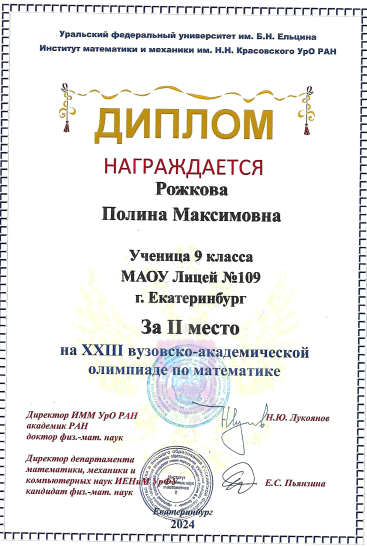 Уральский федеральный университет им. Б.Н. Ельцина
Институт математики и механики им. Н.Н. Красовского УрО РАН
ДИПЛОМ
НАГРАЖДАЕТСЯ
Рожкова
Полина Максимовна
Ученица 9 класса
МАОУ Лицей №109
г. Екатеринбург
За II место
на XXIII вузовско-академической
олимпиаде по математике
Директор ИММ УрО РАН
академик РАН
доктор физ.-мат. наук
Н.Ю. Лукоянов
Директор департамента
математики, механики и
компьютерных наук ИЕНиМ УрФУ
кандидат физ.-мат. наук
Е.С. Пьянзина
Екатеринбург
2024